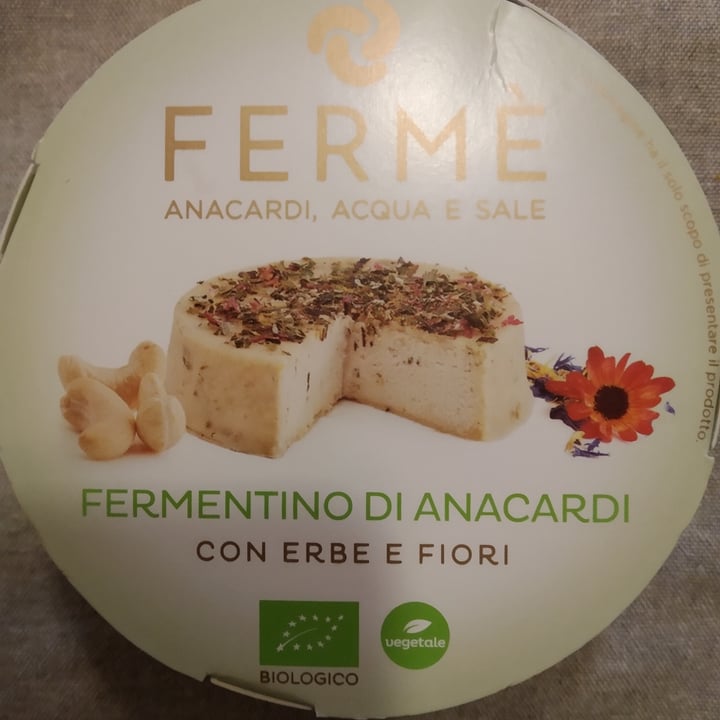 FERMÈ
ANACARDI, ACQUA E SALE
ha il solo scopo di presentare il prodotto.
FERMENTINO DI ANACARDI
CON ERBE E FIORI
vegetale
BIOLOGICO